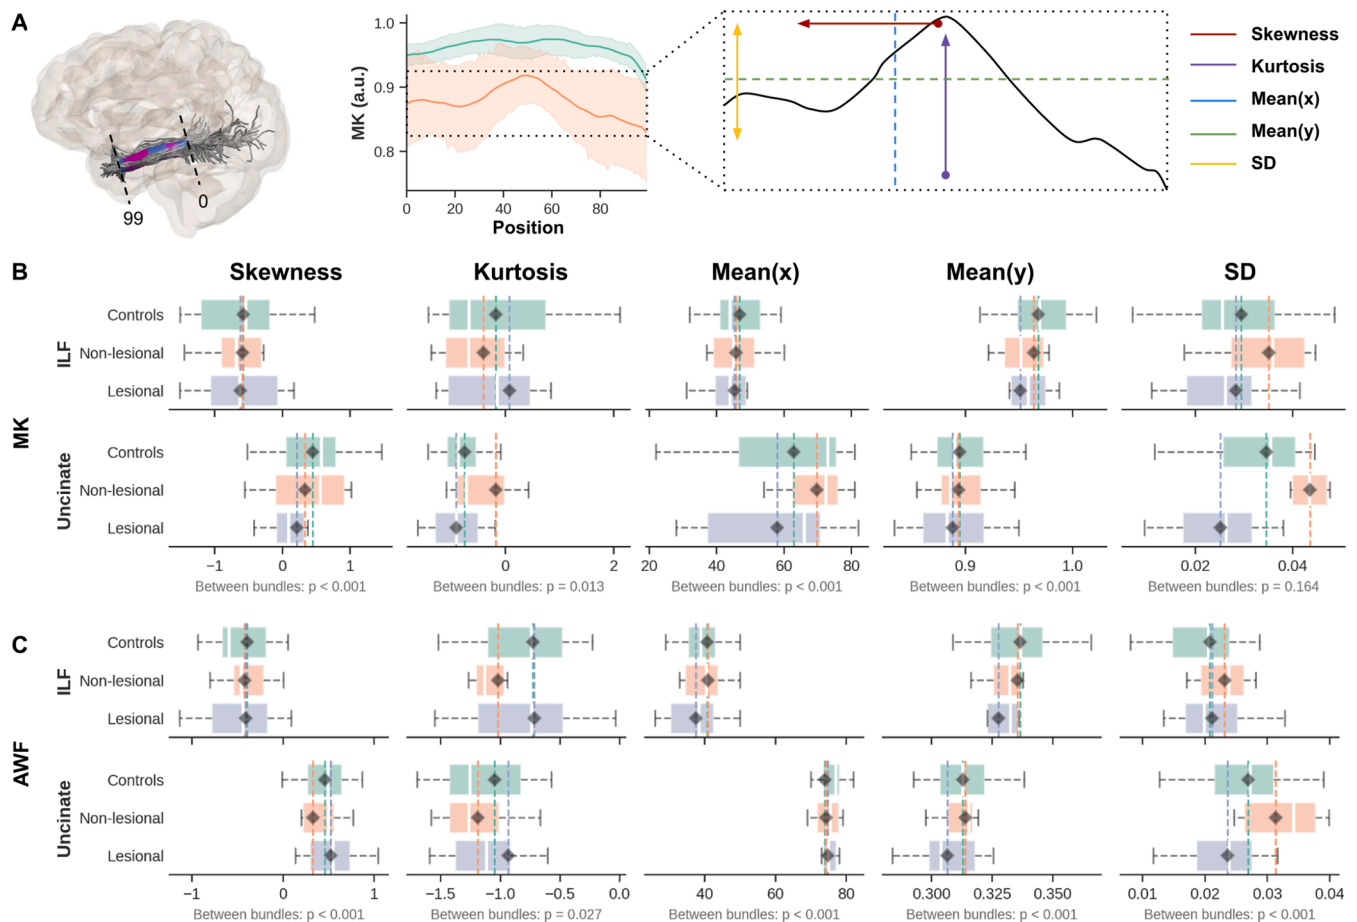 A
99
0
1.0
0.9
0.8
MK (a.u.)
0 20 40 60 80
Position
Skewness
Kurtosis
Mean(x)
Mean(y)
SD
B
Skewness Kurtosis Mean(x) Mean(y) SD
MK
ILF
Controls
Non-lesional
Lesional
Uncinate
Controls
Non-lesional
Lesional
−1 0 1
0 2
20 40 60 80
0.9 1.0
0.02 0.04
Between bundles: p < 0.001
Between bundles: p = 0.013
Between bundles: p < 0.001
Between bundles: p < 0.001
Between bundles: p = 0.164
C
AWF
ILF
Controls
Non-lesional
Lesional
Uncinate
Controls
Non-lesional
Lesional
−1 0 1
−1.5 −1.0 −0.5 0.0
40 60 80
0.300 0.325 0.350
0.01 0.02 0.03 0.04
Between bundles: p < 0.001
Between bundles: p = 0.027
Between bundles: p < 0.001
Between bundles: p < 0.001
Between bundles: p < 0.001